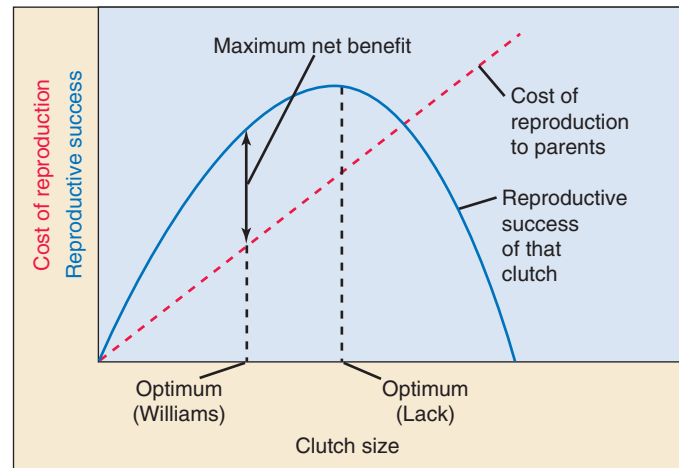 Cost of reproduction
Reproductive success
Maximum net benefit
Cost of
reproduction
to parents
Reproductive
success
of that
clutch
Optimum
(Williams)
Optimum
(Lack)
Clutch size